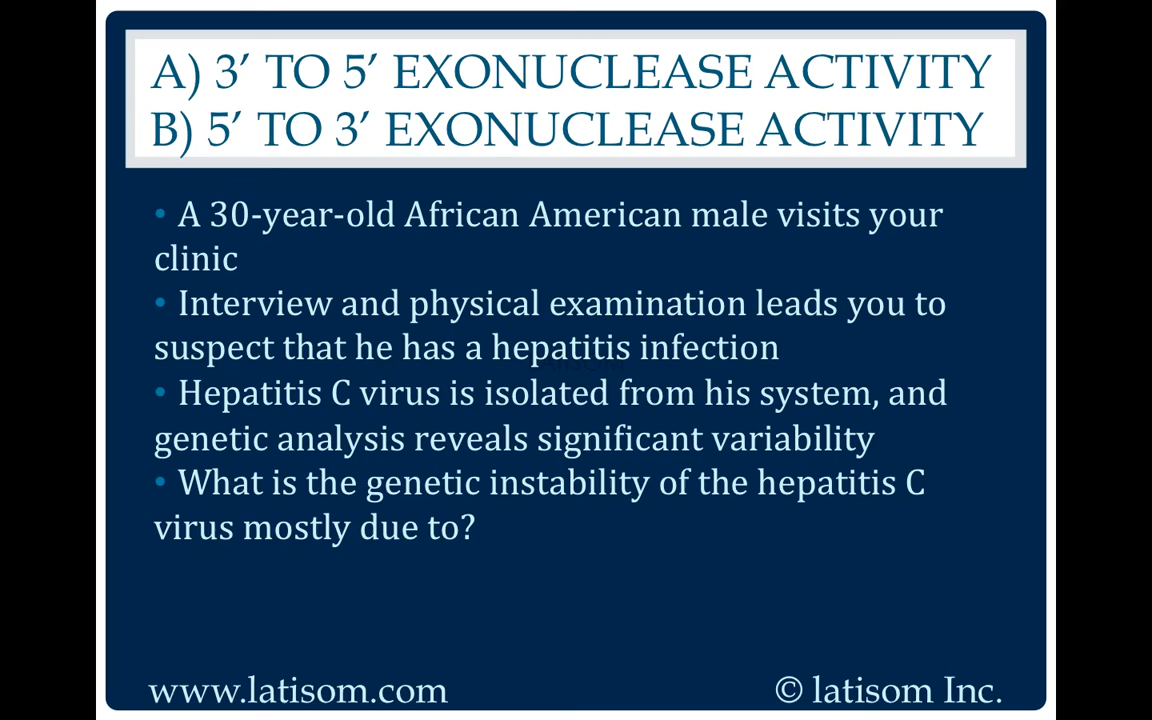 A) 3′ TO 5′ EXONUCLEASE ACTIVITY
B) 5′ TO 3′ EXONUCLEASE ACTIVITY
• A 30-year-old African American male visits your
clinic
• Interview and physical examination leads you to
suspect that he has a hepatitis infection
• Hepatitis C virus is isolated from his system, and
genetic analysis reveals significant variability
• What is the genetic instability of the hepatitis C
virus mostly due to?
www.latisom.com © latisom Inc.